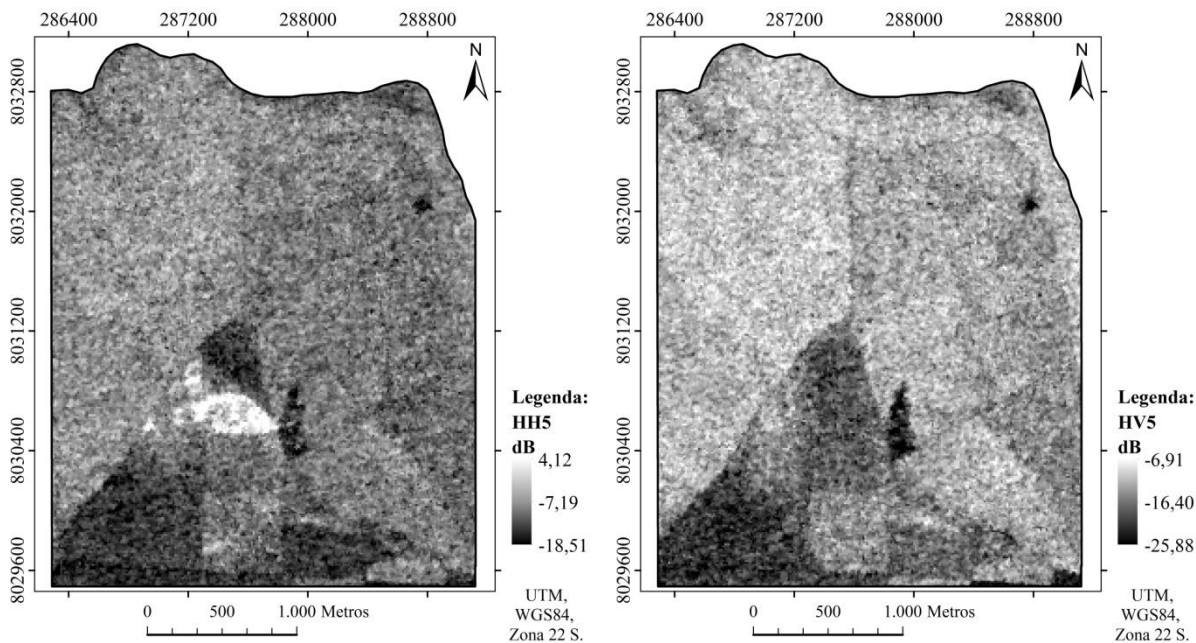 286400 287200 288000 288800
N
8032800
8032000
8031200
8030400
8029600
Legenda:
HH5
dB
4,12
-7,19
-18,51
0 500 1.000 Metros
UTM,
WGS84,
Zona 22 S.
286400 287200 288000 288800
N
8032800
8032000
8031200
8030400
8029600
Legenda:
HV5
dB
-6,91
-16,40
-25,88
0 500 1.000 Metros
UTM,
WGS84,
Zona 22 S.